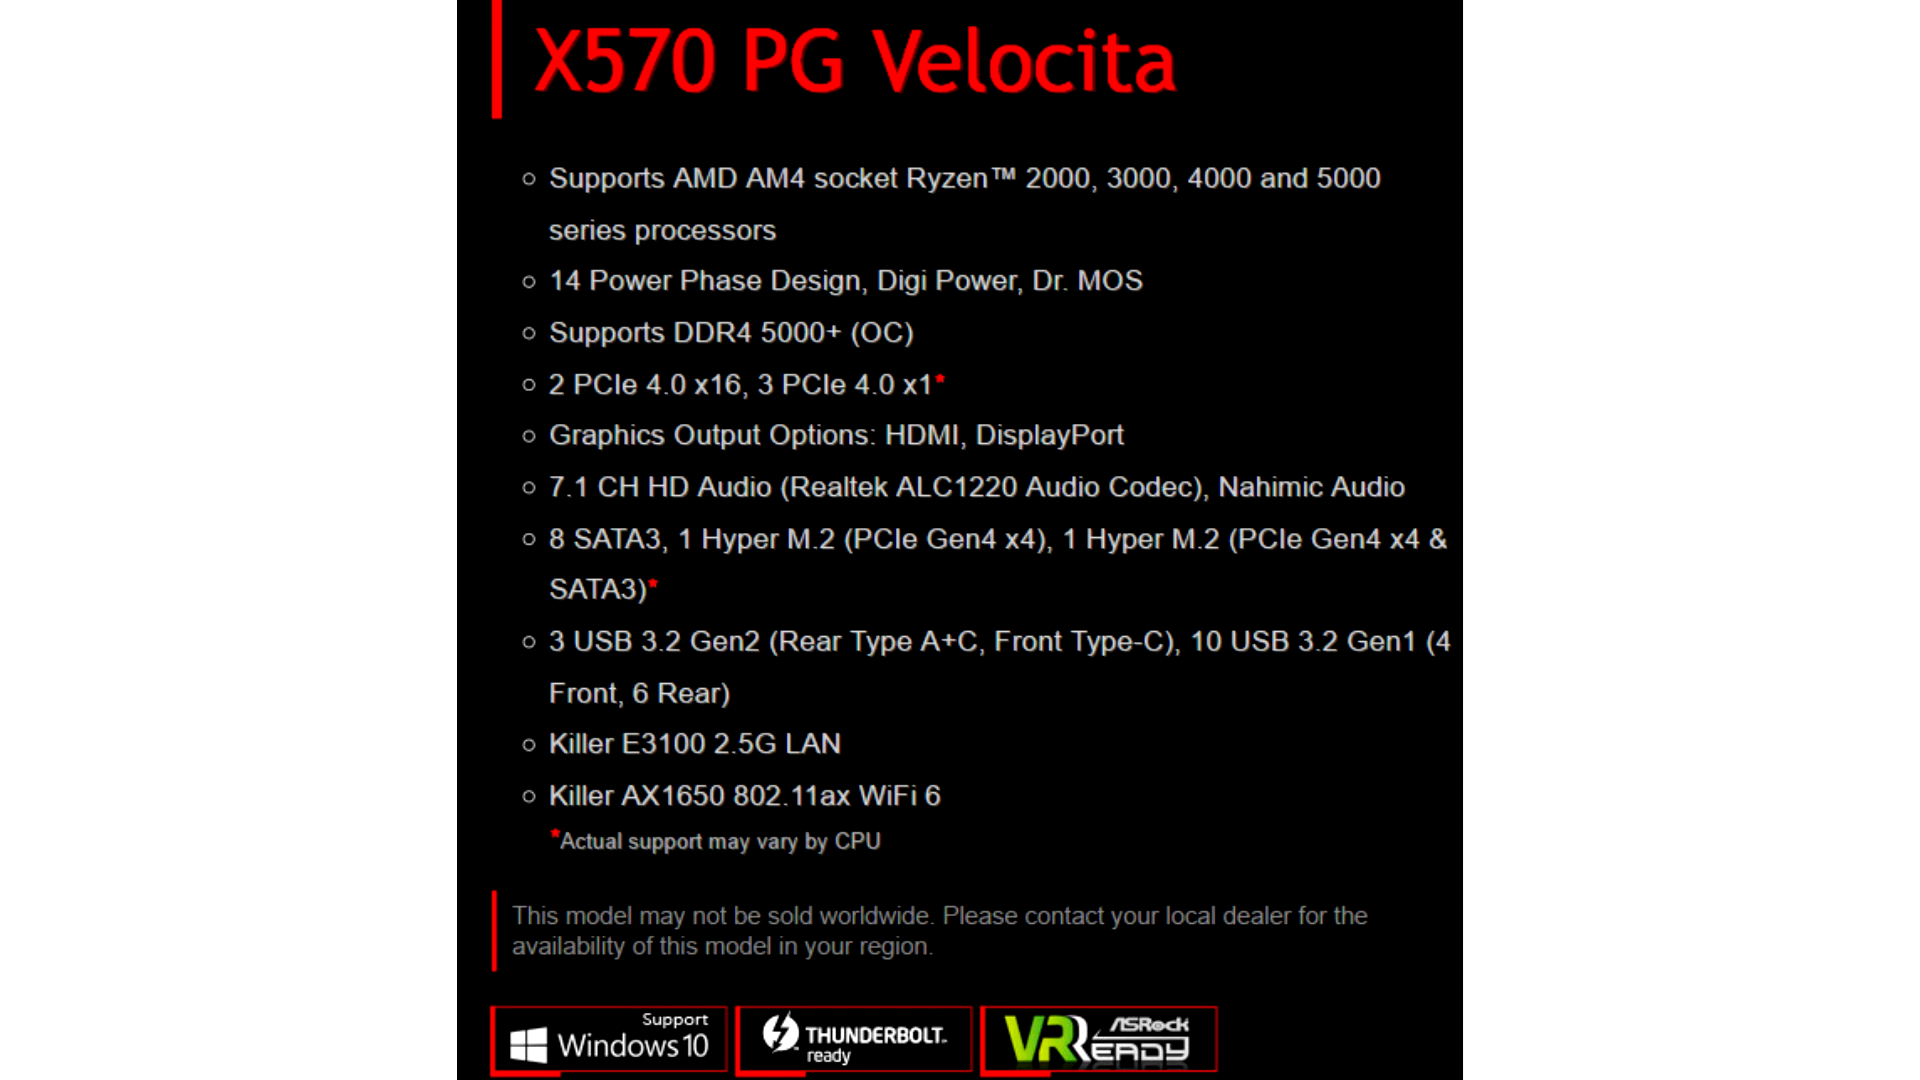 X570 PG Velocita
Supports AMD AM4 socket Ryzen™ 2000, 3000, 4000 and 5000
series processors
14 Power Phase Design, Digi Power, Dr. MOS
Supports DDR4 5000+ (OC)
2 PCIe 4.0 x16, 3 PCIe 4.0 x1*
Graphics Output Options: HDMI, DisplayPort
7.1 CH HD Audio (Realtek ALC1220 Audio Codec), Nahimic Audio
8 SATA3, 1 Hyper M.2 (PCIe Gen4 x4), 1 Hyper M.2 (PCIe Gen4 x4 &
SATA3)*
3 USB 3.2 Gen2 (Rear Type A+C, Front Type-C), 10 USB 3.2 Gen1 (4
Front, 6 Rear)
Killer E3100 2.5G LAN
Killer AX1650 802.11ax WiFi 6
*Actual support may vary by CPU
This model may not be sold worldwide. Please contact your local dealer for the
availability of this model in your region.
Support
Windows 10
THUNDERBOLT™
ready
ASRock
VR READY